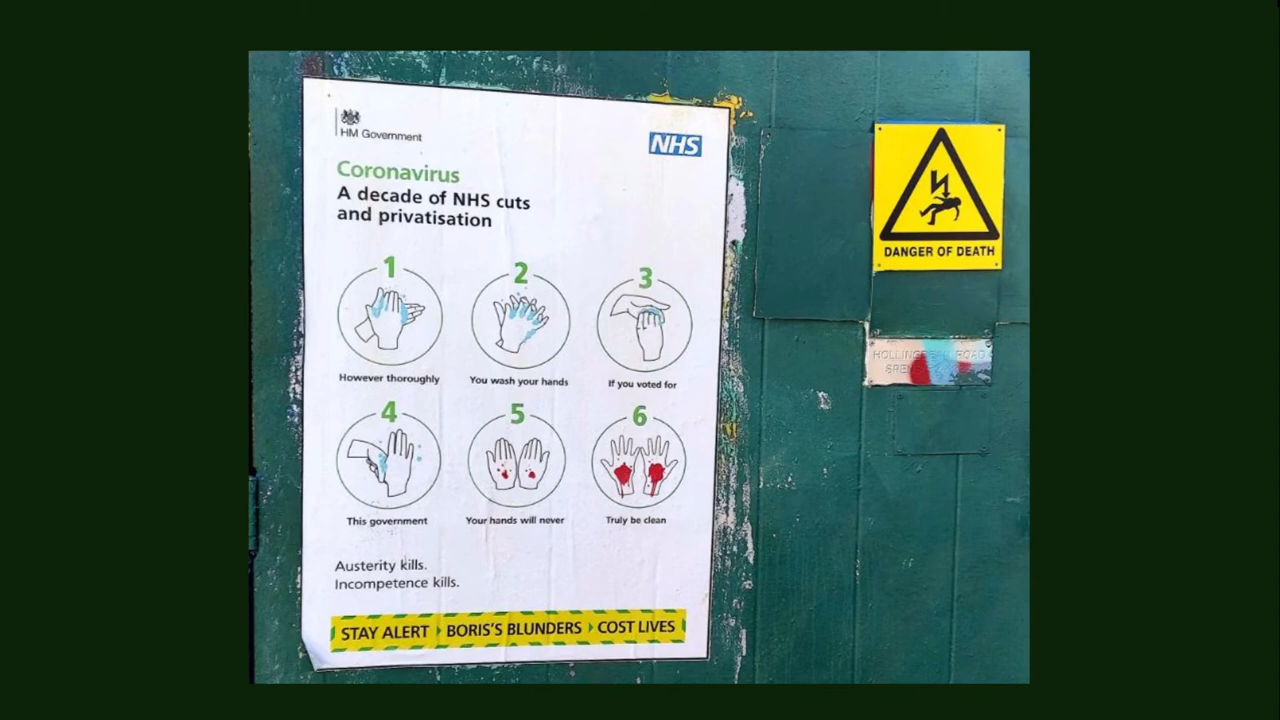 HM Government
NHS
Coronavirus
A decade of NHS cuts
and privatisation
1
2
3
However thoroughly
You wash your hands
If you voted for
4
5
6
This government
Your hands will never
Truly be clean
Austerity kills.
Incompetence kills.
STAY ALERT BORIS'S BLUNDERS COST LIVES
DANGER OF DEATH
ROAD